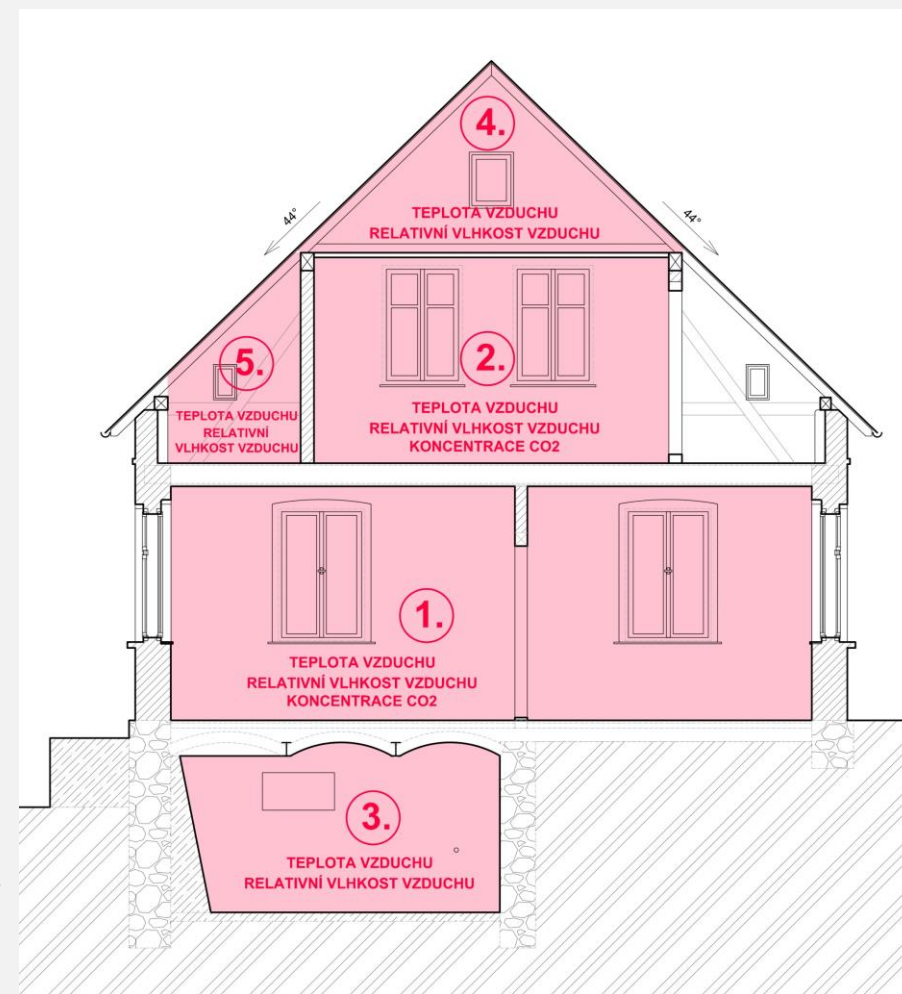 4.
TEPLOTA VZDUCHU
RELATIVNÍ VLHKOST VZDUCHU
44°
44°
5.
TEPLOTA VZDUCHU
RELATIVNÍ
VLHKOST VZDUCHU
2.
TEPLOTA VZDUCHU
RELATIVNÍ VLHKOST VZDUCHU
KONCENTRACE CO2
1.
TEPLOTA VZDUCHU
RELATIVNÍ VLHKOST VZDUCHU
KONCENTRACE CO2
3.
TEPLOTA VZDUCHU
RELATIVNÍ VLHKOST VZDUCHU